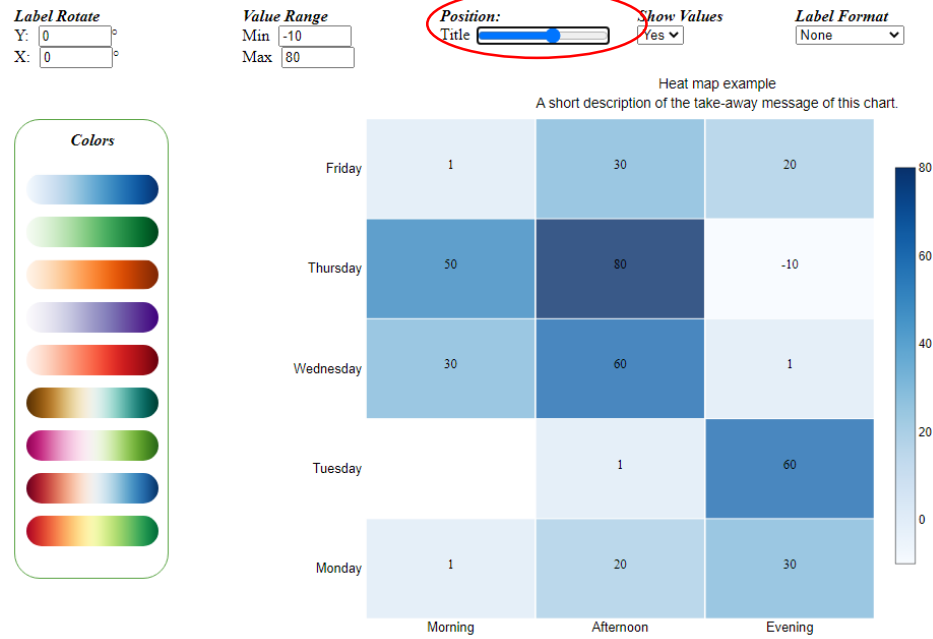 Label Rotate
Y: 0 °
X: 0 °
Value Range
Min -10
Max 80
Position:
Title
Show Values
Yes
Label Format
None
Heat map example
A short description of the take-away message of this chart.
Colors
Friday 1 30 20
Thursday 50 80 -10
Wednesday 30 60 1
Tuesday 1 60
Monday 1 20 30
Morning Afternoon Evening
80
60
40
20
0